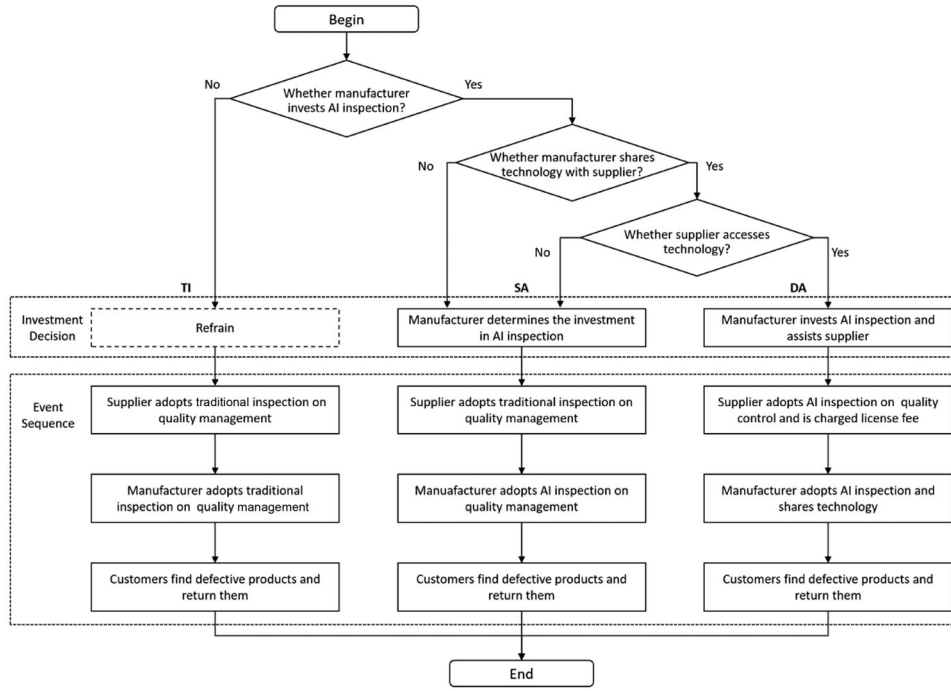 Begin
No
Yes
Whether manufacturer
invests AI inspection?
No
Whether manufacturer shares
technology with supplier?
Yes
No
Whether supplier accesses
technology?
Yes
TI
SA
DA
Investment
Decision
Refrain
Manufacturer determines the investment
in AI inspection
Manufacturer invests AI inspection and
assists supplier
Event
Sequence
Supplier adopts traditional inspection on
quality management
Supplier adopts traditional inspection on
quality management
Supplier adopts AI inspection on quality
control and is charged license fee
Manufacturer adopts traditional
inspection on quality management
Manuafacturer adopts AI inspection on
quality management
Manufacturer adopts AI inspection and
shares technology
Customers find defective products and
return them
Customers find defective products and
return them
Customers find defective products and
return them
End